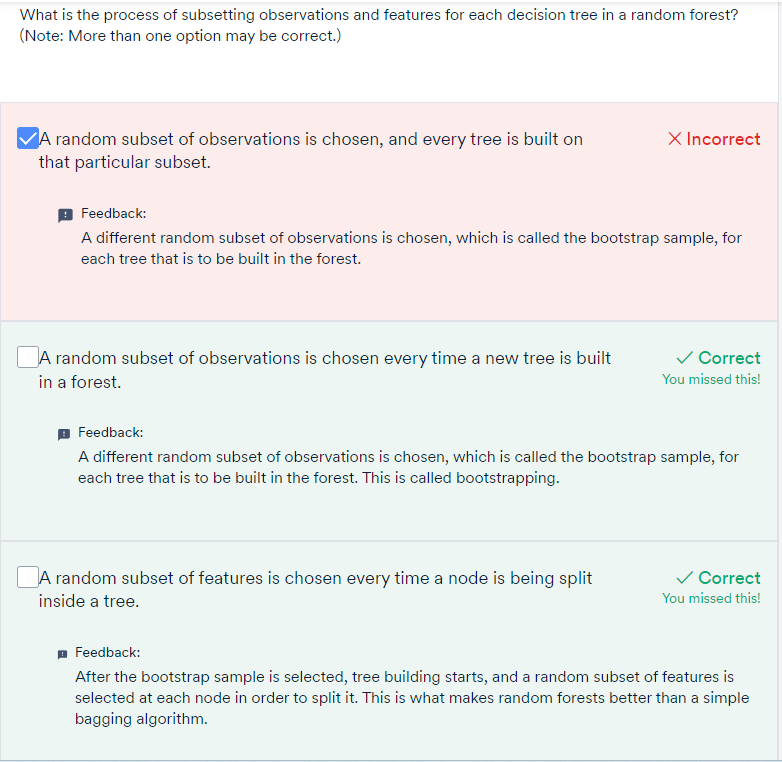 What is the process of subsetting observations and features for each decision tree in a random forest?
(Note: More than one option may be correct.)
A random subset of observations is chosen, and every tree is built on
that particular subset.
Incorrect
Feedback:
A different random subset of observations is chosen, which is called the bootstrap sample, for
each tree that is to be built in the forest.
A random subset of observations is chosen every time a new tree is built
in a forest.
Correct
You missed this!
Feedback:
A different random subset of observations is chosen, which is called the bootstrap sample, for
each tree that is to be built in the forest. This is called bootstrapping.
A random subset of features is chosen every time a node is being split
inside a tree.
Correct
You missed this!
Feedback:
After the bootstrap sample is selected, tree building starts, and a random subset of features is
selected at each node in order to split it. This is what makes random forests better than a simple
bagging algorithm.